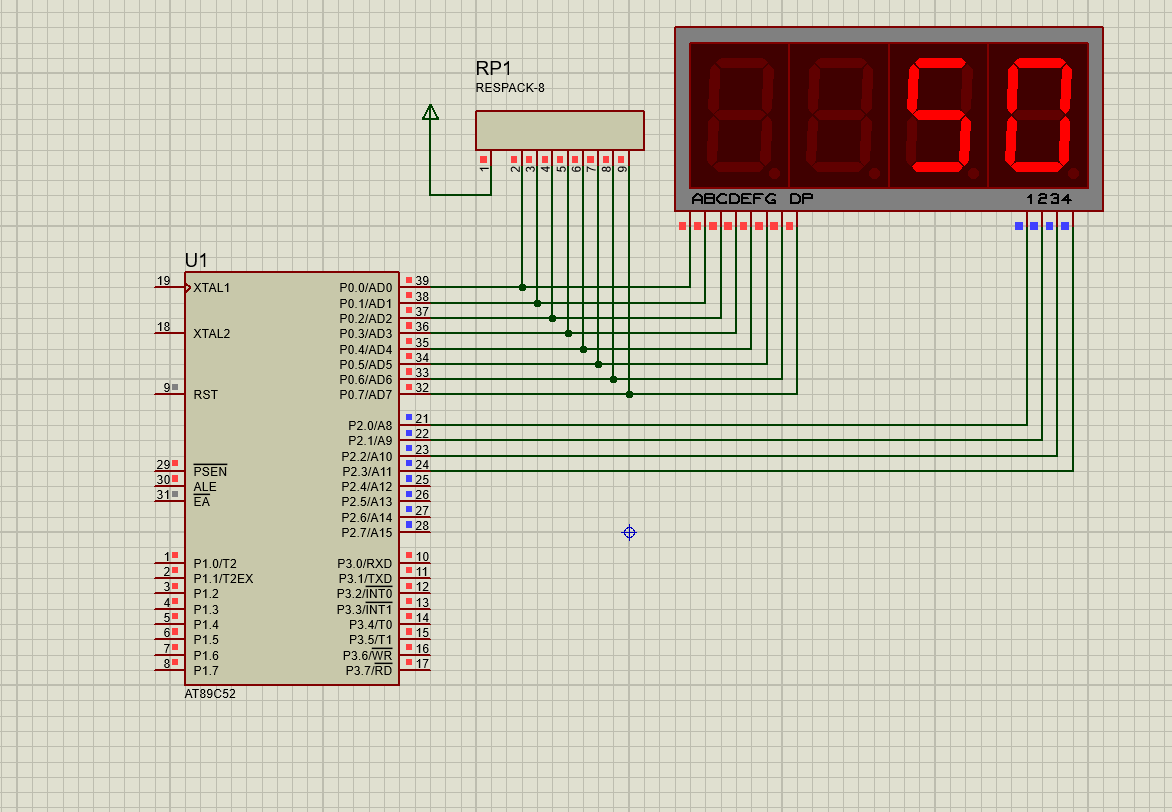 RP1
RESPACK-8
1 2 3 4 5 6 7 8 9
50
ABCDEFG DP 1234
U1
19 XTAL1 P0.0/AD0 39
P0.1/AD1 38
P0.2/AD2 37
18 XTAL2 P0.3/AD3 36
P0.4/AD4 35
P0.5/AD5 34
P0.6/AD6 33
9 RST P0.7/AD7 32
P2.0/A8 21
P2.1/A9 22
P2.2/A10 23
29 PSEN P2.3/A11 24
30 ALE P2.4/A12 25
31 EA P2.5/A13 26
P2.6/A14 27
P2.7/A15 28
1 P1.0/T2 P3.0/RXD 10
2 P1.1/T2EX P3.1/TXD 11
3 P1.2 P3.2/INT0 12
4 P1.3 P3.3/INT1 13
5 P1.4 P3.4/T0 14
6 P1.5 P3.5/T1 15
7 P1.6 P3.6/WR 16
8 P1.7 P3.7/RD 17
AT89C52